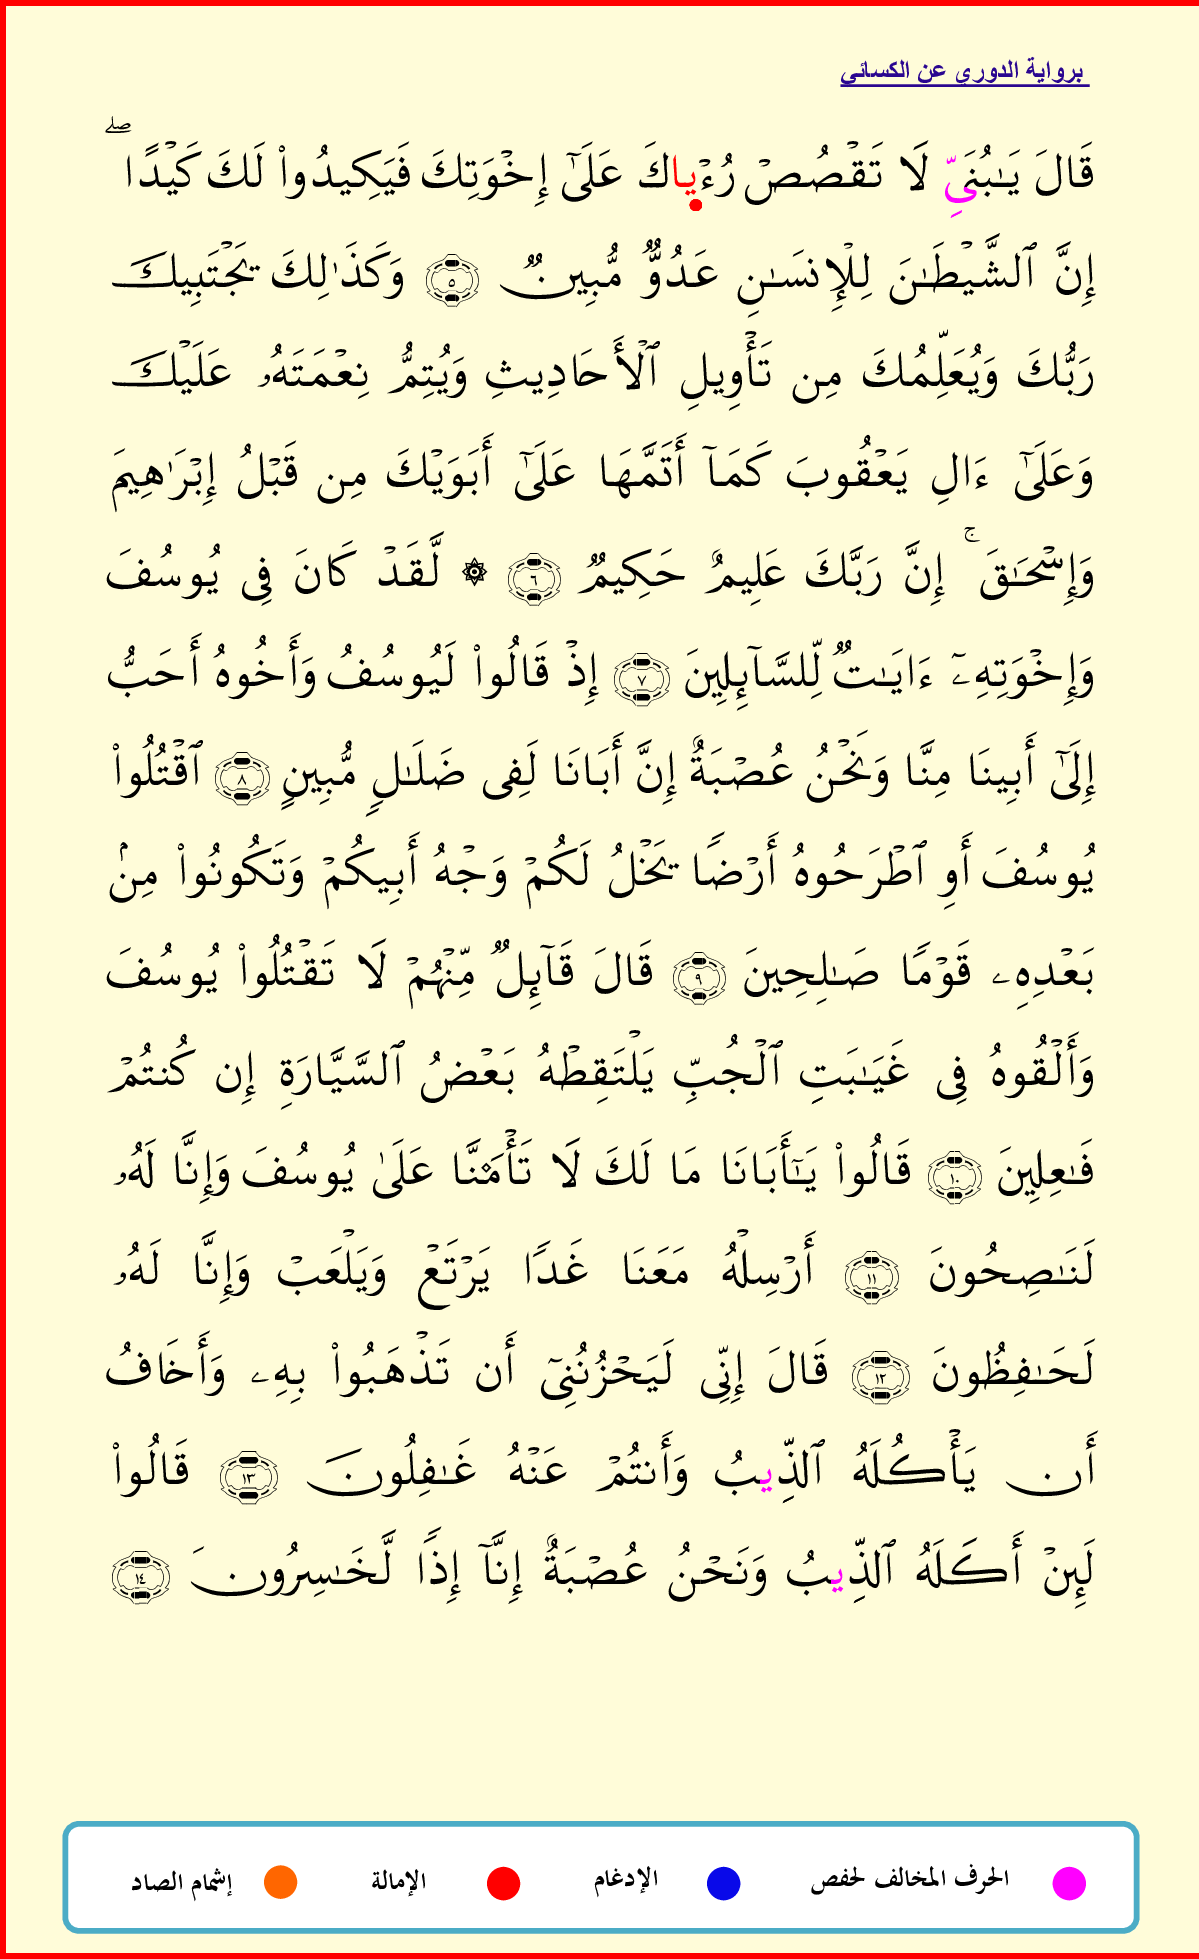 برواية الدوري عن الكسائي
قَالَ يَـٰبُنَيِّ لَا تَقۡصُصۡ رُءۡياكَ عَلَىٰٓ إِخۡوَتِكَ فَيَكِيدُواْ لَكَ كَيۡدًاۖ
إِنَّ ٱلشَّيۡطَـٰنَ لِلۡإِنسَـٰنِ عَدُوٌّ مُّبِينٌ ٥ وَكَذَٰلِكَ يَجۡتَبِيكَ
رَبُّكَ وَيُعَلِّمُكَ مِن تَأۡوِيلِ ٱلۡأَحَادِيثِ وَيُتِمُّ نِعۡمَتَهُۥ عَلَيۡكَ
وَعَلَىٰٓ ءَالِ يَعۡقُوبَ كَمَآ أَتَمَّهَا عَلَىٰٓ أَبَوَيۡكَ مِن قَبۡلُ إِبۡرَٰهِيمَ
وَإِسۡحَـٰقَۚ إِنَّ رَبَّكَ عَلِيمٌ حَكِيمٌ ٦ ۞ لَّقَدۡ كَانَ فِى يُوسُفَ
وَإِخۡوَتِهِۦٓ ءَايَـٰتٌ لِّلسَّآئِلِينَ ٧ إِذۡ قَالُواْ لَيُوسُفُ وَأَخُوهُ أَحَبُّ
إِلَىٰٓ أَبِينَا مِنَّا وَنَحۡنُ عُصۡبَةٌ إِنَّ أَبَانَا لَفِى ضَلَـٰلٍ مُّبِينٍ ٨ ٱقۡتُلُواْ
يُوسُفَ أَوِ ٱطۡرَحُوهُ أَرۡضًا يَخۡلُ لَكُمۡ وَجۡهُ أَبِيكُمۡ وَتَكُونُواْ مِنۢ
بَعۡدِهِۦ قَوۡمًا صَـٰلِحِينَ ٩ قَالَ قَآئِلٌ مِّنۡهُمۡ لَا تَقۡتُلُواْ يُوسُفَ
وَأَلۡقُوهُ فِى غَيَـٰبَتِ ٱلۡجُبِّ يَلۡتَقِطۡهُ بَعۡضُ ٱلسَّيَّارَةِ إِن كُنتُمۡ
فَـٰعِلِينَ ١٠ قَالُواْ يَـٰٓأَبَانَا مَا لَكَ لَا تَأۡمَ۬نَّا عَلَىٰ يُوسُفَ وَإِنَّا لَهُۥ
لَنَـٰصِحُونَ ١١ أَرۡسِلۡهُ مَعَنَا غَدًا يَرۡتَعۡ وَيَلۡعَبۡ وَإِنَّا لَهُۥ
لَحَـٰفِظُونَ ١٢ قَالَ إِنِّى لَيَحۡزُنُنِىٓ أَن تَذۡهَبُواْ بِهِۦ وَأَخَافُ
أَن يَأۡكُلَهُ ٱلذِّيبُ وَأَنتُمۡ عَنۡهُ غَـٰفِلُونَ ١٣ قَالُواْ
لَئِنۡ أَكَلَهُ ٱلذِّيبُ وَنَحۡنُ عُصۡبَةٌ إِنَّآ إِذًا لَّخَـٰسِرُونَ ١٤
الحرف المخالف لحفص الإدغام الإمالة إشمام الصاد